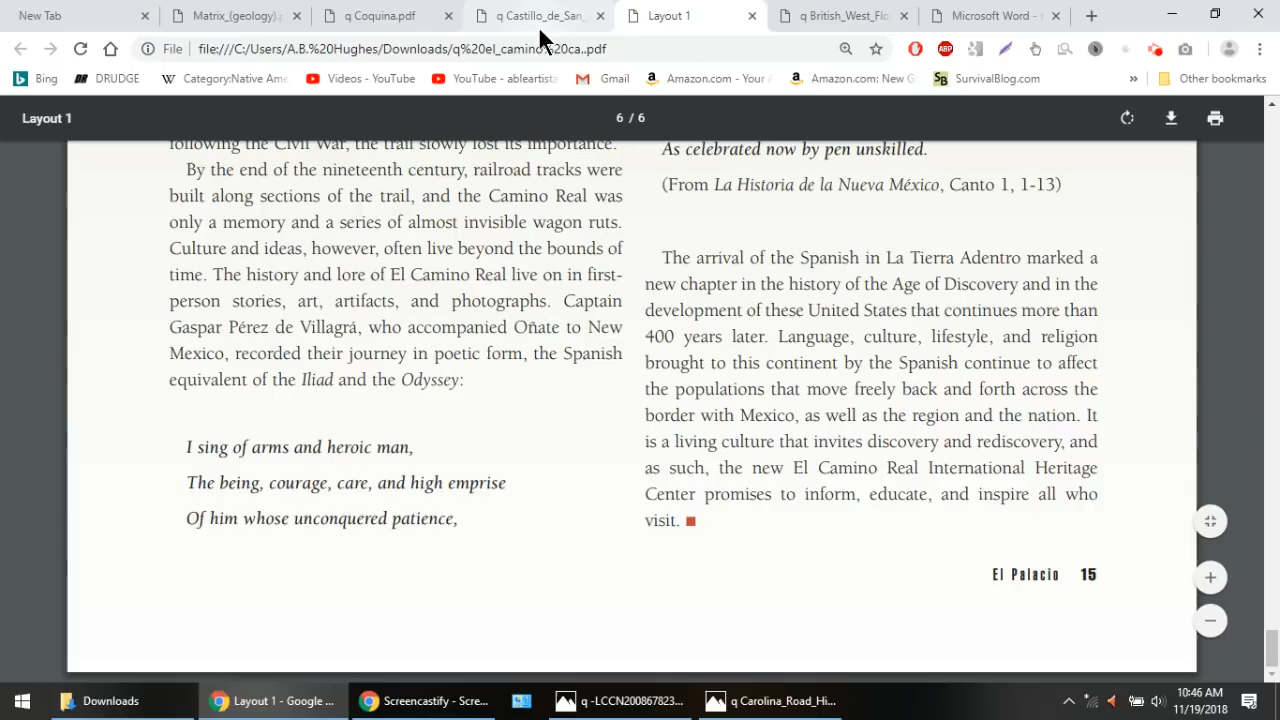 New Tab
Matrix_(geology).p
q Coquina.pdf
q Castillo_de_San_
Layout 1
q British_West_Flo
Microsoft Word -
File
file:///C:/Users/A.B.%20Hughes/Downloads/q%20el_camino%20ca..pdf
ABP
Bing
DRUDGE
Category:Native Ame
Videos - YouTube
YouTube - ableartista
Gmail
Amazon.com - Your
Amazon.com: New G
SB SurvivalBlog.com
Other bookmarks
Layout 1
6 / 6
following the Civil War, the trail slowly lost its importance.
By the end of the nineteenth century, railroad tracks were
built along sections of the trail, and the Camino Real was
only a memory and a series of almost invisible wagon ruts.
Culture and ideas, however, often live beyond the bounds of
time. The history and lore of El Camino Real live on in first-
person stories, art, artifacts, and photographs. Captain
Gaspar Pérez de Villagrá, who accompanied Oñate to New
Mexico, recorded their journey in poetic form, the Spanish
equivalent of the Iliad and the Odyssey:
I sing of arms and heroic man,
The being, courage, care, and high emprise
Of him whose unconquered patience,
As celebrated now by pen unskilled.
(From La Historia de la Nueva México, Canto 1, 1-13)
The arrival of the Spanish in La Tierra Adentro marked a
new chapter in the history of the Age of Discovery and in the
development of these United States that continues more than
400 years later. Language, culture, lifestyle, and religion
brought to this continent by the Spanish continue to affect
the populations that move freely back and forth across the
border with Mexico, as well as the region and the nation. It
is a living culture that invites discovery and rediscovery, and
as such, the new El Camino Real International Heritage
Center promises to inform, educate, and inspire all who
visit.
El Palacio 15
Downloads
Layout 1 - Google ...
Screencastify - Scre...
q -LCCN200867823...
q Carolina_Road_Hi...
10:46 AM
11/19/2018